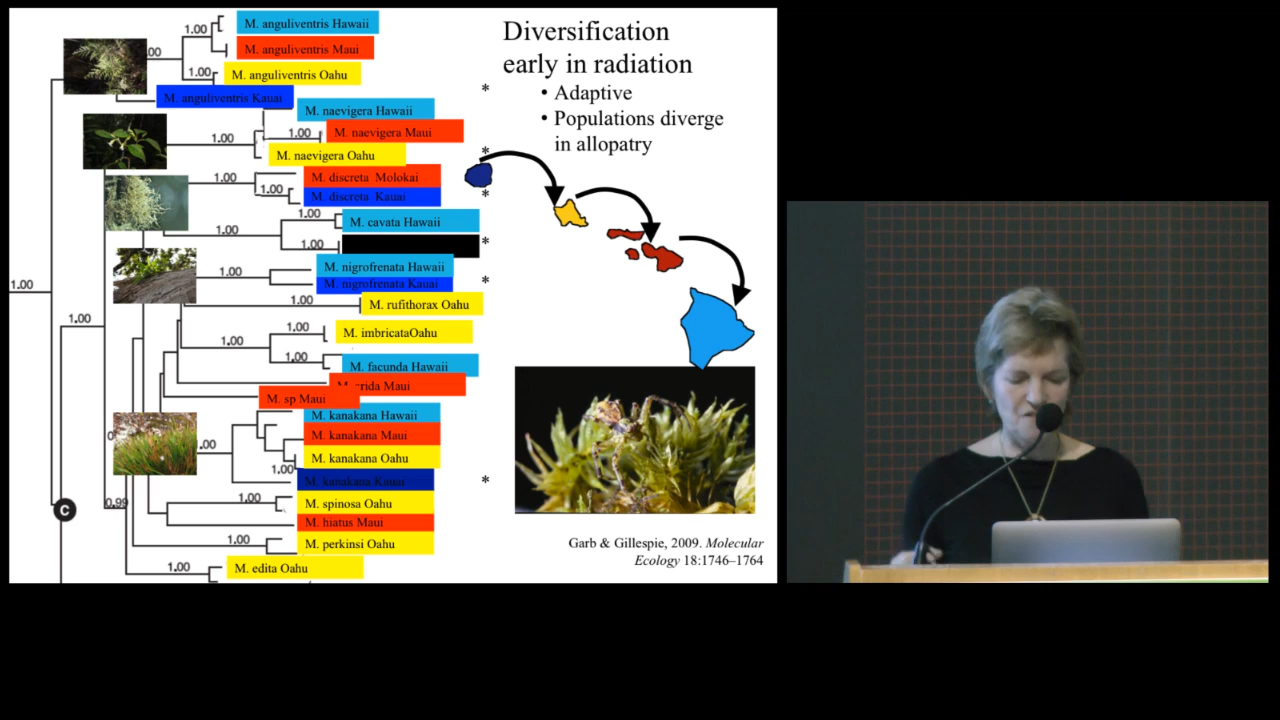 Diversification
early in radiation
• Adaptive
• Populations diverge
in allopatry
1.00
M. anguliventris Hawaii
.00
M. anguliventris Maui
1.00
M. anguliventris Oahu
M. anguliventris Kauai
*
M. naevigera Hawaii
1.00
1.00
M. naevigera Maui
M. naevigera Oahu
*
1.00
M. discreta Molokai
1.00
M. discreta Kauai
*
1.00
M. cavata Hawaii
1.00
1.00
*
M. nigrofrenata Hawaii
1.00
M. nigrofrenata Kauai
*
1.00
1.00
M. rufithorax Oahu
1.00
1.00
M. imbricataOahu
1.00
1.00
M. facunda Hawaii
rida Maui
M. sp Maui
M. kanakana Hawaii
M. kanakana Maui
.00
M. kanakana Oahu
1.00
M. kanakana Kauai
*
0.99
1.00
M. spinosa Oahu
C
M. hiatus Maui
1.00
M. perkinsi Oahu
1.00
M. edita Oahu
Garb & Gillespie, 2009. Molecular
Ecology 18:1746–1764